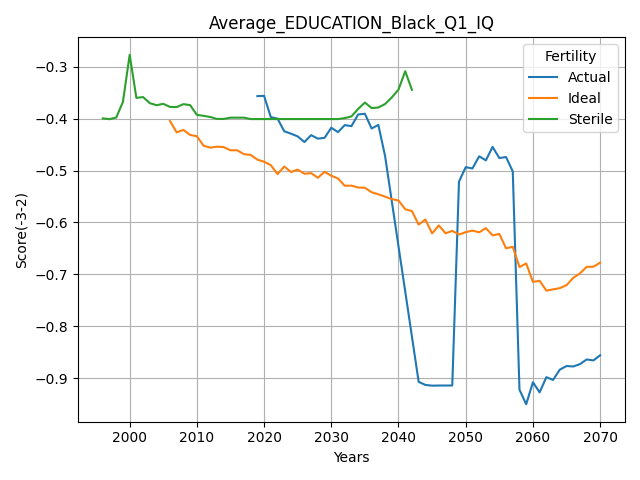 Average_EDUCATION_Black_Q1_IQ
Fertility
Actual
Ideal
Sterile
Score(-3-2)
−0.3
−0.4
−0.5
−0.6
−0.7
−0.8
−0.9
2000 2010 2020 2030 2040 2050 2060 2070
Years